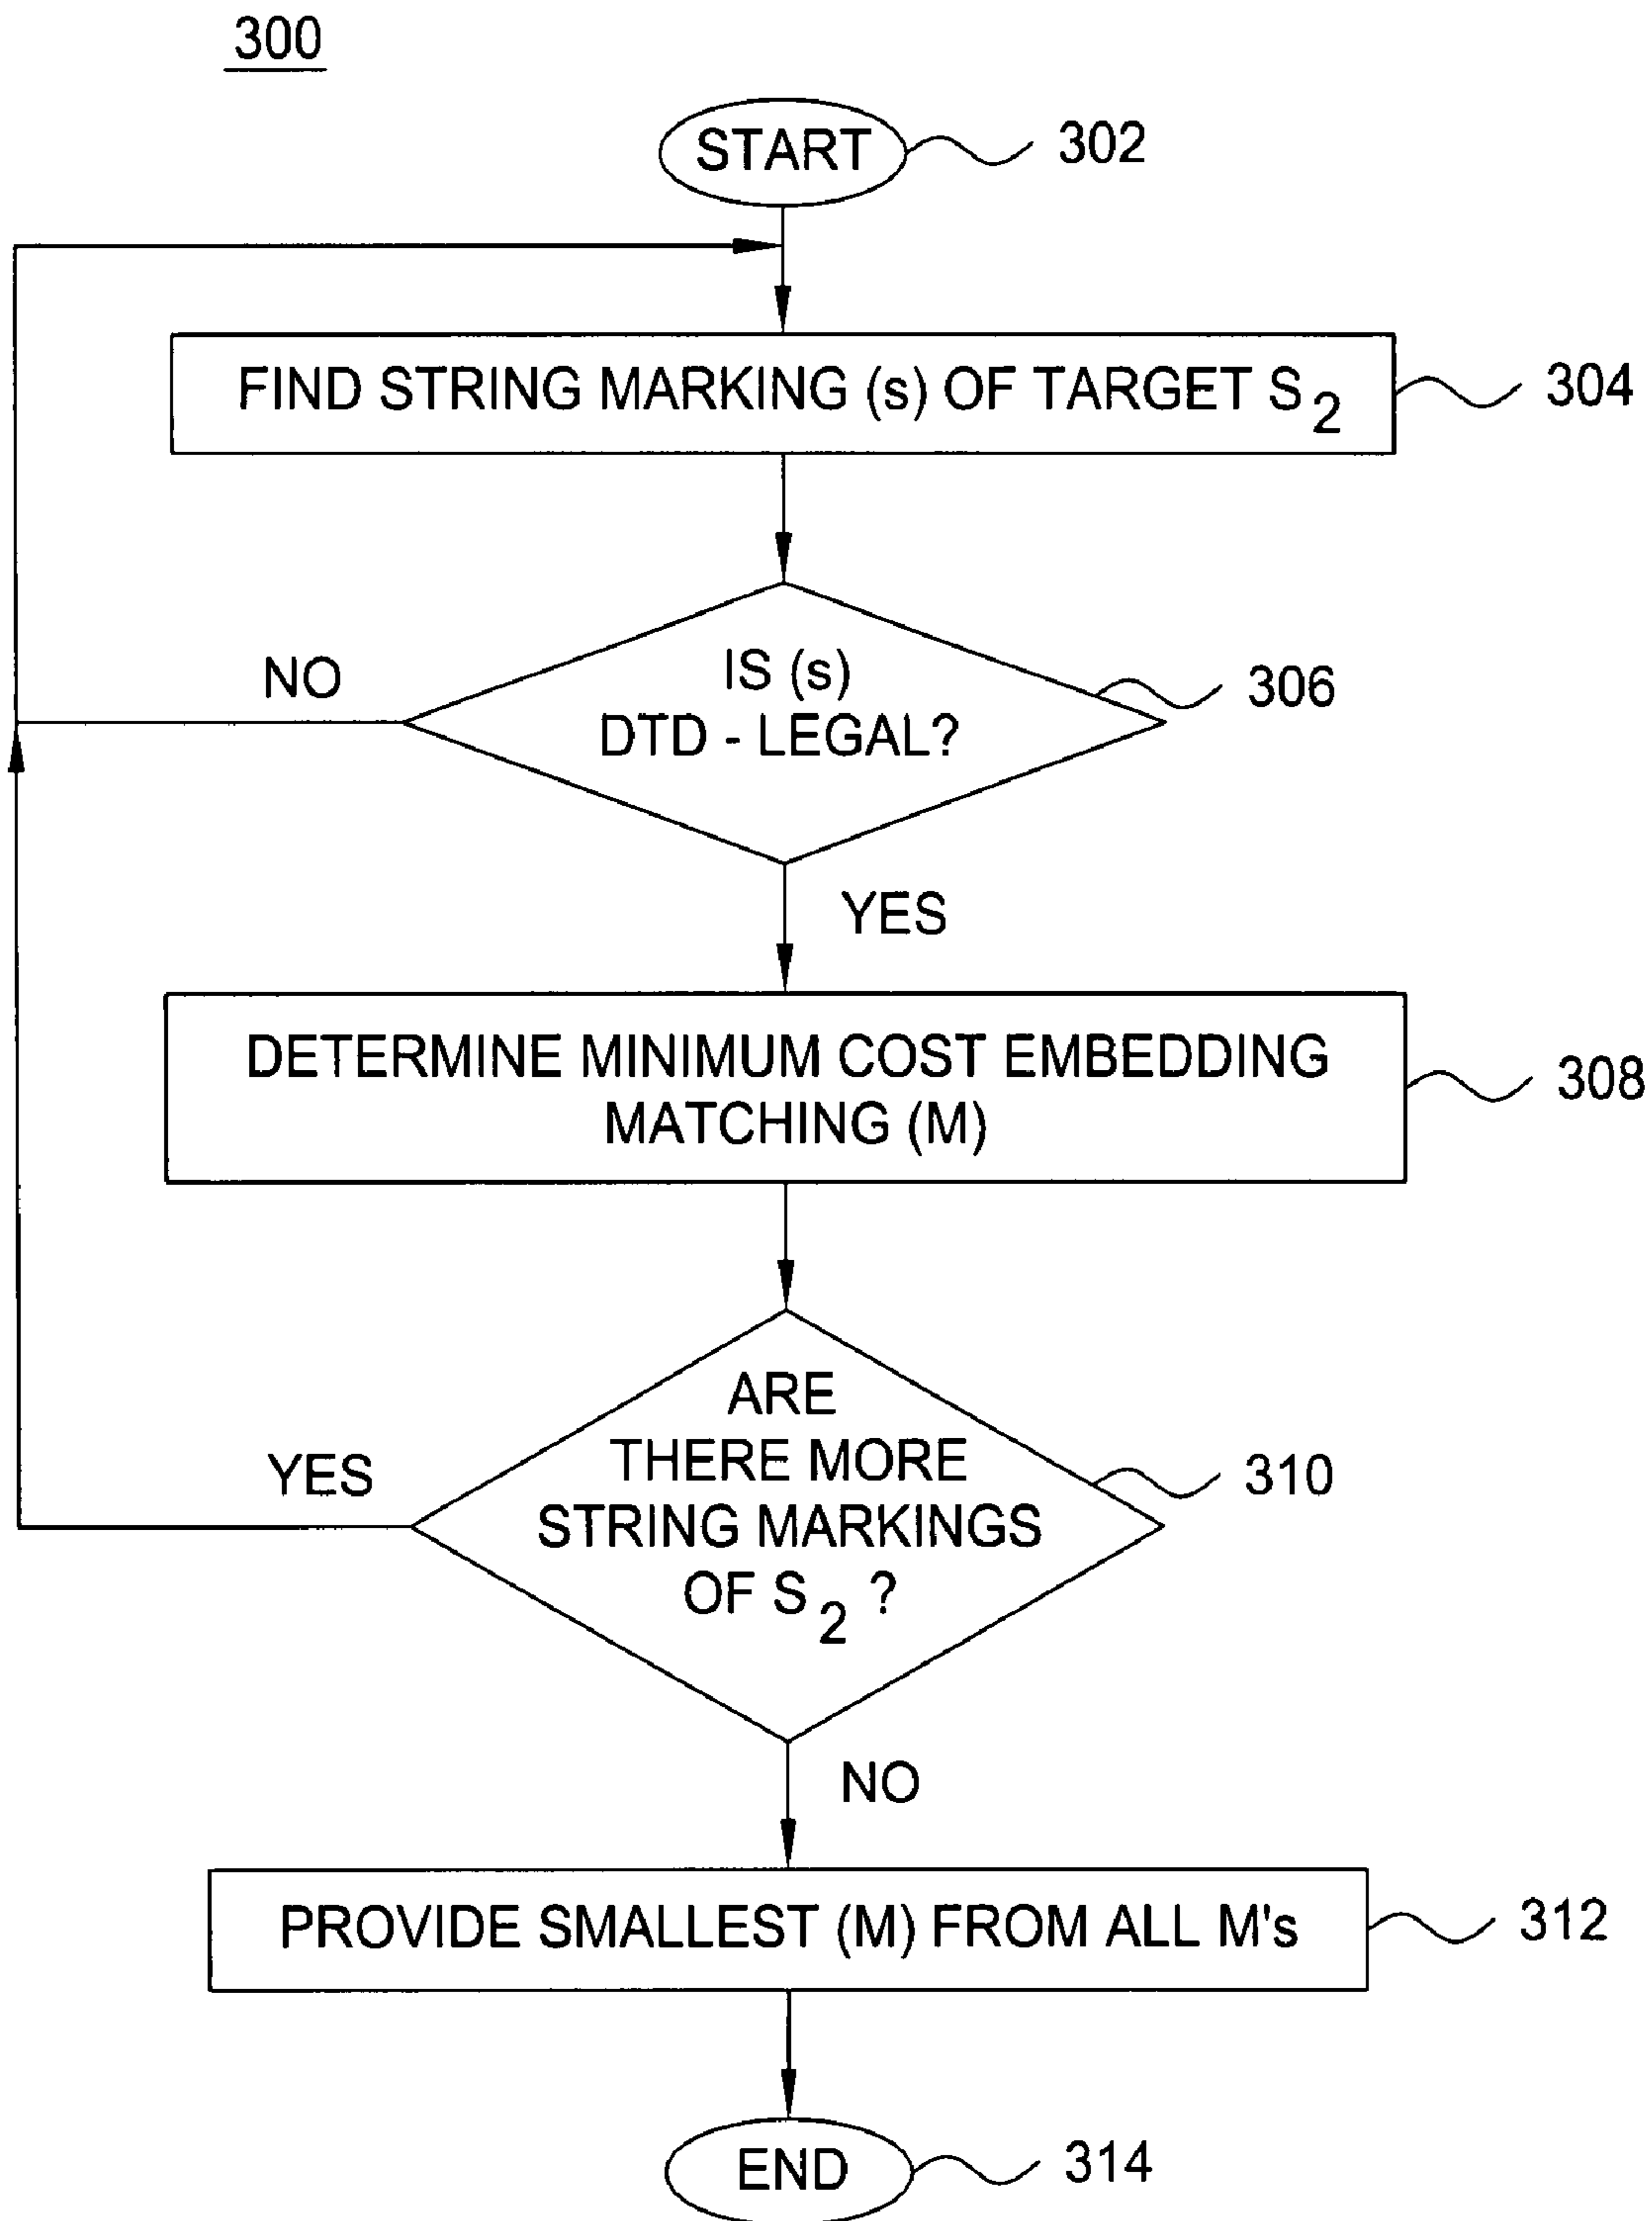 300
START
302
FIND STRING MARKING (s) OF TARGET S2
304
NO
IS (s)
DTD - LEGAL?
306
YES
DETERMINE MINIMUM COST EMBEDDING
MATCHING (M)
308
YES
ARE
THERE MORE
STRING MARKINGS
OF S2 ?
310
NO
PROVIDE SMALLEST (M) FROM ALL M's
312
END
314